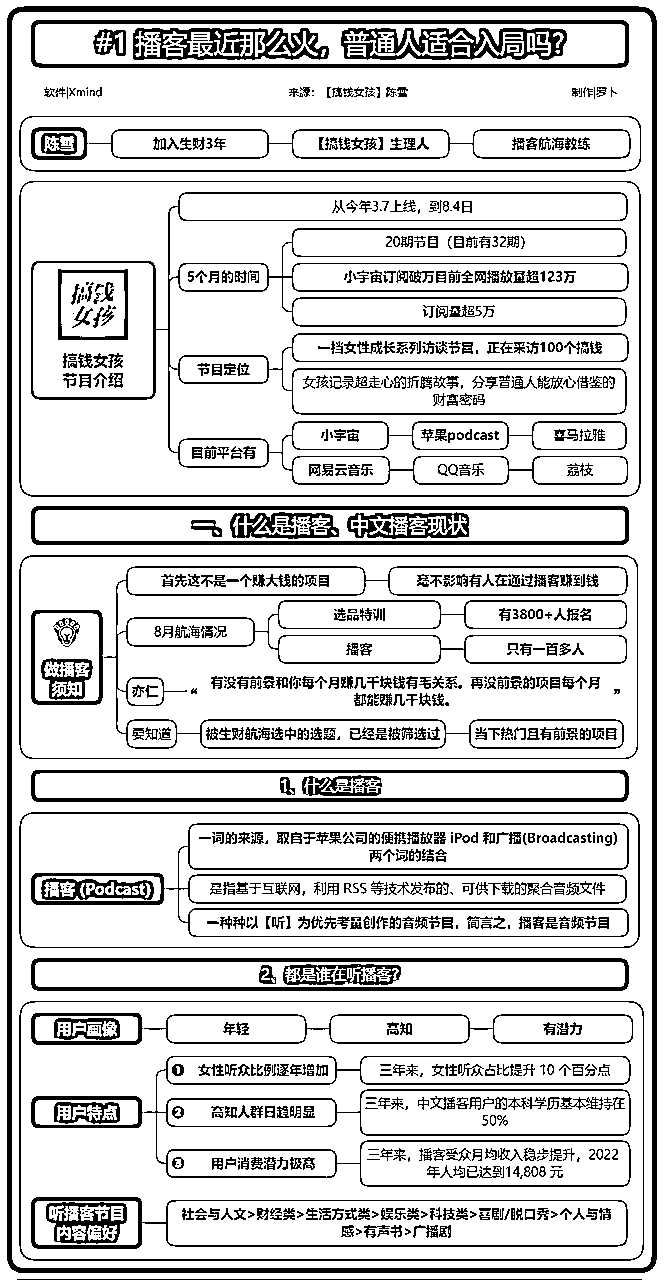 #1 播客最近那么火，普通人适合入局吗？
软件|Xmind 来源：【搞钱女孩】陈雪 制作|罗卜
陈雪 加入生财3年 【搞钱女孩】主理人 播客航海教练
从今年3.7上线，到8.4日
5个月的时间
20期节目（目前有32期）
小宇宙订阅破万目前全网播放量超123万
订阅量超5万
搞钱
女孩
搞钱女孩
节目介绍
节目定位
一档女性成长系列访谈节目，正在采访100个搞钱
女孩记录超走心的折腾故事，分享普通人能放心借鉴的
财富密码
目前平台有
小宇宙 苹果podcast 喜马拉雅
网易云音乐 QQ音乐 荔枝
一、什么是播客、中文播客现状
做播客
须知
首先这不是一个赚大钱的项目 毫不影响有人在通过播客赚到钱
8月航海情况
选品特训 有3800+人报名
播客 只有一百多人
亦仁
“ 有没有前景和你每个月赚几千块钱有毛关系。再没前景的项目每个月 ”
都能赚几千块钱。
要知道 被生财航海选中的选题，已经是被筛选过 当下热门且有前景的项目
1、什么是播客
播客 (Podcast)
一词的来源，取自于苹果公司的便携播放器 iPod 和广播(Broadcasting)
两个词的结合
是指基于互联网，利用 RSS 等技术发布的、可供下载的聚合音频文件
一种种以【听】为优先考量创作的音频节目，简言之，播客是音频节目
2、都是谁在听播客？
用户画像 年轻 高知 有潜力
用户特点
❶ 女性听众比例逐年增加 三年来，女性听众占比提升 10 个百分点
❷ 高知人群日趋明显 三年来，中文播客用户的本科学历基本维持在
50%
❸ 用户消费潜力极高 三年来，播客受众月均收入稳步提升，2022
年人均已达到14,808 元
听播客节目
内容偏好
社会与人文>财经类>生活方式类>娱乐类>科技类>喜剧/脱口秀>个人与情
感>有声书>广播剧